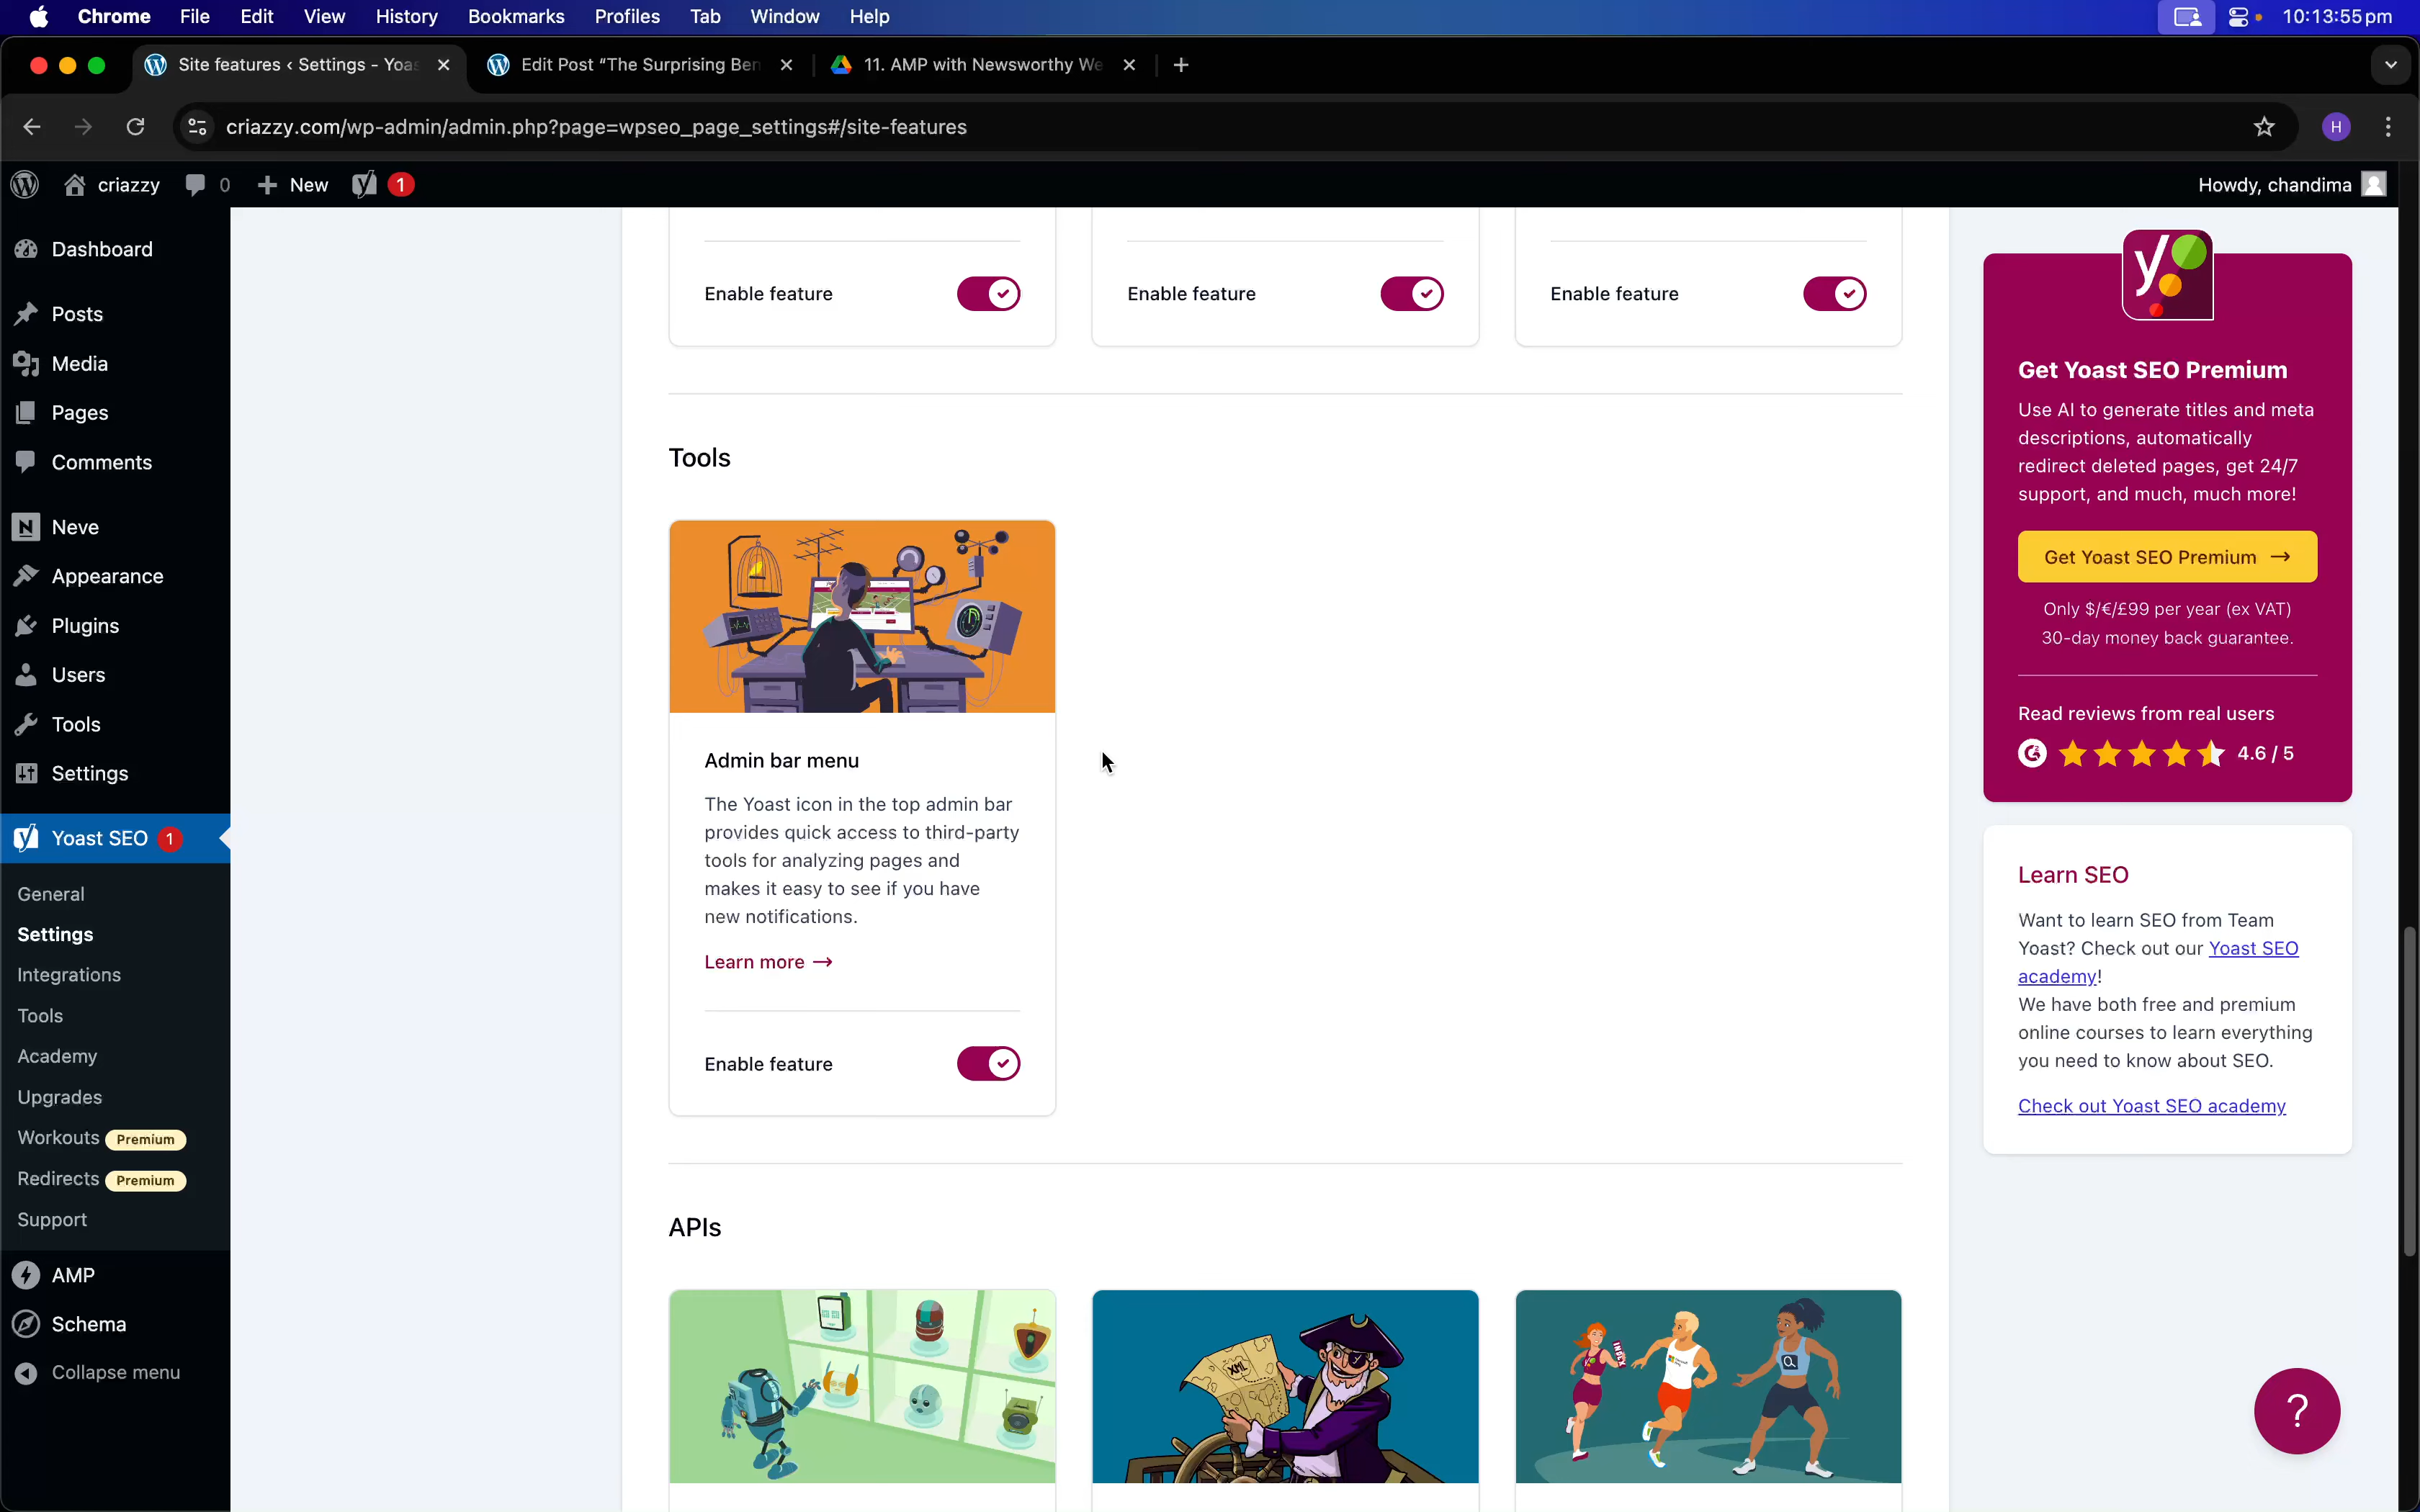 Chrome File Edit View History Bookmarks Profiles Tab Window Help 10:13:55 pm
Site features ‹ Settings - Yoas
Edit Post “The Surprising Ben
11. AMP with Newsworthy We
criazzy.com/wp-admin/admin.php?page=wpseo_page_settings#/site-features
H
criazzy 0 New 1
Howdy, chandima
Dashboard
Posts
Media
Pages
Comments
Neve
Appearance
Plugins
Users
Tools
Settings
Yoast SEO 1
General
Settings
Integrations
Tools
Academy
Upgrades
Workouts Premium
Redirects Premium
Support
AMP
Schema
Collapse menu
Enable feature
Enable feature
Enable feature
Tools
Admin bar menu
The Yoast icon in the top admin bar
provides quick access to third-party
tools for analyzing pages and
makes it easy to see if you have
new notifications.
Learn more →
Enable feature
APIs
XML
Get Yoast SEO Premium
Use AI to generate titles and meta
descriptions, automatically
redirect deleted pages, get 24/7
support, and much, much more!
Get Yoast SEO Premium →
Only $/€/£99 per year (ex VAT)
30-day money back guarantee.
Read reviews from real users
4.6 / 5
Learn SEO
Want to learn SEO from Team
Yoast? Check out our Yoast SEO
academy!
We have both free and premium
online courses to learn everything
you need to know about SEO.
Check out Yoast SEO academy
?